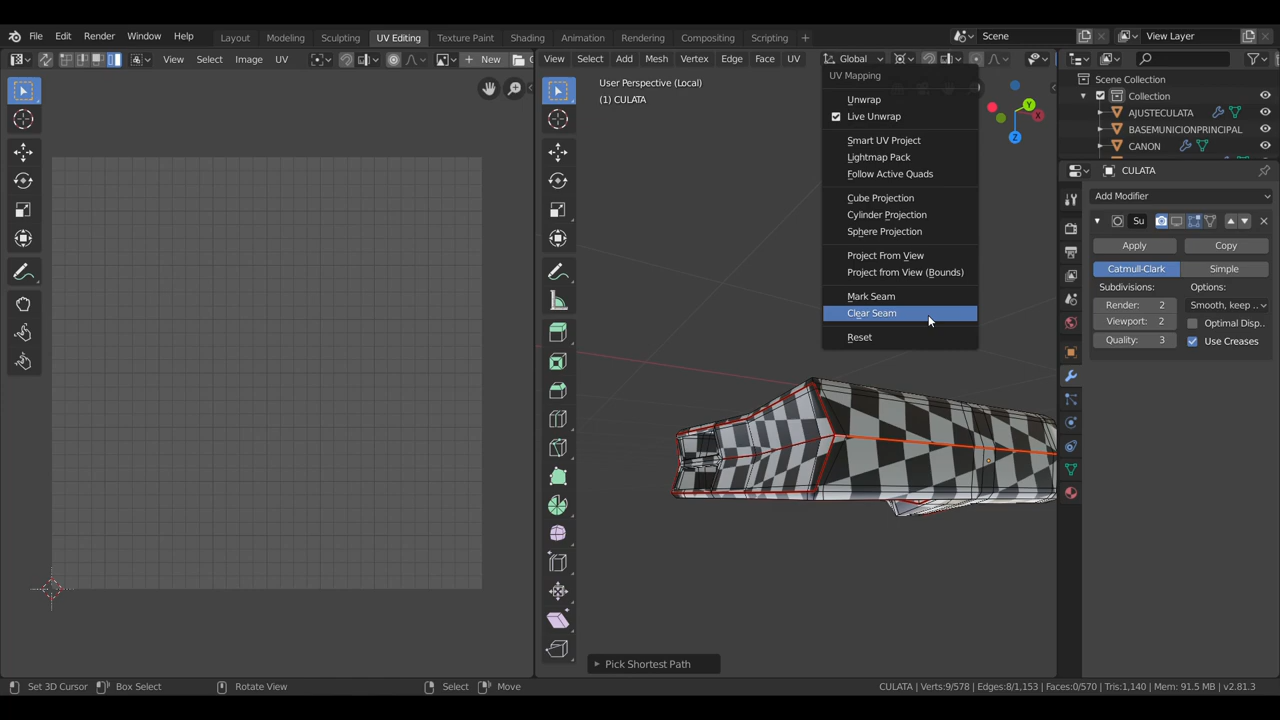 File Edit Render Window Help Layout Modeling Sculpting UV Editing Texture Paint Shading Animation Rendering Compositing Scripting + Scene View Layer
View Select Image UV New View Select Add Mesh Vertex Edge Face UV Global
UV Mapping
Unwrap
Live Unwrap
Smart UV Project
Lightmap Pack
Follow Active Quads
Cube Projection
Cylinder Projection
Sphere Projection
Project From View
Project from View (Bounds)
Mark Seam
Clear Seam
Reset
User Perspective (Local)
(1) CULATA
X
Y
Z
Scene Collection
Collection
AJUSTECULATA
BASEMUNICIONPRINCIPAL
CANON
CULATA
Add Modifier
Su
Apply Copy
Catmull-Clark Simple
Subdivisions: Options:
Render: 2 Smooth, keep ..
Viewport: 2 Optimal Disp..
Quality: 3 Use Creases
Pick Shortest Path
Set 3D Cursor Box Select Rotate View Select Move CULATA | Verts:9/578 | Edges:8/1,153 | Faces:0/570 | Tris:1,140 | Mem: 91.5 MB | v2.81.3